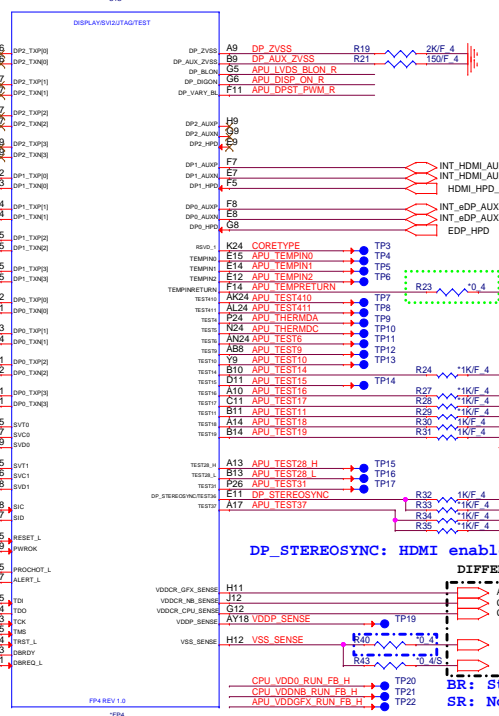 DISPLAY/SVI2/JTAG/TEST
DP2_TXP[0] DP_ZVSS A9 DP_ZVSS R19 2K/F_4
DP2_TXN[0] DP_AUX_ZVSS B9 APU_AUX_ZVSS R21 150/F_4
DP_BLON G5 APU_LVDS_BLON_R
DP2_TXP[1] DP_DIGON G6 APU_DISP_ON_R
DP2_TXN[1] DP_VARY_BL F11 APU_DPST_PWM_R
DP2_TXP[2]
DP2_TXN[2] DP2_AUXP H9
DP2_AUXN G9
DP2_TXP[3] DP2_HPD E9
DP2_TXN[3]
DP1_TXP[0] DP1_AUXP F7 INT_HDMI_AU
DP1_TXN[0] DP1_AUXN E7 INT_HDMI_AU
DP1_HPD F5 HDMI_HPD_
DP1_TXP[1] DP0_AUXP F8 INT_eDP_AUX
DP1_TXN[1] DP0_AUXN E8 INT_eDP_AUX
DP0_HPD G8 EDP_HPD
DP1_TXP[2]
DP1_TXN[2] RSVD_1 K24 CORETYPE TP3
TEMPIN0 E15 APU_TEMPIN0 TP4
DP1_TXP[3] TEMPIN1 E14 APU_TEMPIN1 TP5
DP1_TXN[3] TEMPIN2 E12 APU_TEMPIN2 TP6
TEMPINRETURN F14 APU_TEMPRETURN R23 *0_4
DP0_TXP[0] TEST410 AK24 APU_TEST410 TP7
DP0_TXN[0] TEST411 AL24 APU_TEST411 TP8
TEST4 P24 APU_THERMDA TP9
DP0_TXP[1] TEST5 N24 APU_THERMDC TP10
DP0_TXN[1] TEST6 AN24 APU_TEST6 TP11
TEST9 AB8 APU_TEST9 TP12
DP0_TXP[2] TEST10 Y9 APU_TEST10 TP13
DP0_TXN[2] TEST14 B10 APU_TEST14 R24 *1K/F_4
TEST15 D11 APU_TEST15 TP14
DP0_TXP[3] TEST16 A10 APU_TEST16 R27 *1K/F_4
DP0_TXN[3] TEST17 C11 APU_TEST17 R28 *1K/F_4
TEST11 B11 APU_TEST11 R29 *1K/F_4
SVT0 TEST18 A14 APU_TEST18 R30 1K/F_4
SVC0 TEST19 B14 APU_TEST19 R31 1K/F_4
SVD0
SVT1 TEST28_H A13 APU_TEST28_H TP15
SVC1 TEST28_L B13 APU_TEST28_L TP16
SVD1 TEST31 P26 APU_TEST31 TP17
DP_STEREOSYNC/TEST36 E11 DP_STEREOSYNC R32 1K/F_4
SIC TEST37 A17 APU_TEST37 R33 *1K/F_4
SID R34 *1K/F_4
R35 *1K/F_4
RESET_L
PWROK
DP_STEREOSYNC: HDMI enabl
PROCHOT_L DIFFE
ALERT_L
VDDCR_GFX_SENSE H11
TDI VDDCR_NB_SENSE J12
TDO VDDCR_CPU_SENSE G12
TCK VDDP_SENSE AY18 VDDP_SENSE TP19
TMS
TRST_L VSS_SENSE H12 VSS_SENSE R40 *0_4
DBRDY
DBREQ_L R43 *0_4/S
CPU_VDD0_RUN_FB_H TP20
CPU_VDDNB_RUN_FB_H TP21
FP4 REV 1.0 APU_VDDGFX_RUN_FB_H TP22
BR: St
SR: No
*FP4